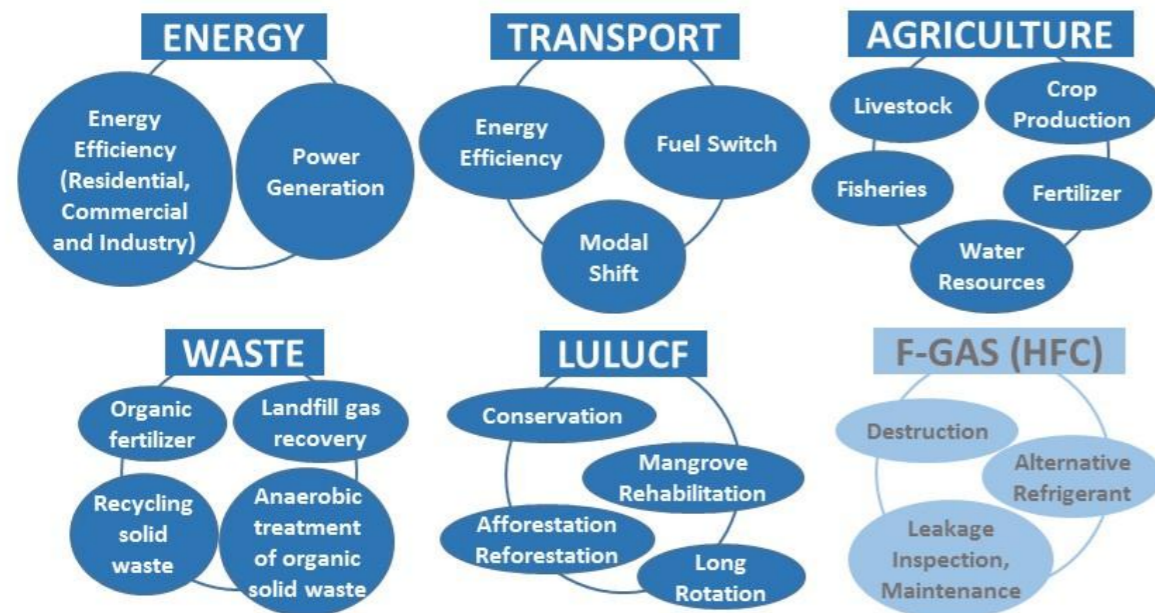 ENERGY
Energy
Efficiency
(Residential,
Commercial
and Industry)
Power
Generation
TRANSPORT
Energy
Efficiency
Fuel Switch
Modal
Shift
AGRICULTURE
Livestock
Crop
Production
Fisheries
Fertilizer
Water
Resources
WASTE
Organic
fertilizer
Landfill gas
recovery
Recycling
solid
waste
Anaerobic
treatment
of organic
solid waste
LULUCF
Conservation
Mangrove
Rehabilitation
Afforestation
Reforestation
Long
Rotation
F-GAS (HFC)
Destruction
Alternative
Refrigerant
Leakage
Inspection,
Maintenance